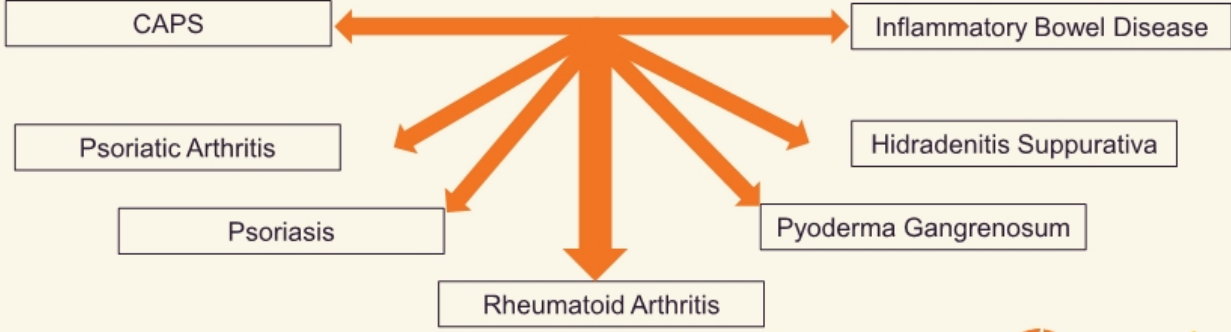 CAPS
Inflammatory Bowel Disease
Psoriatic Arthritis
Hidradenitis Suppurativa
Psoriasis
Pyoderma Gangrenosum
Rheumatoid Arthritis